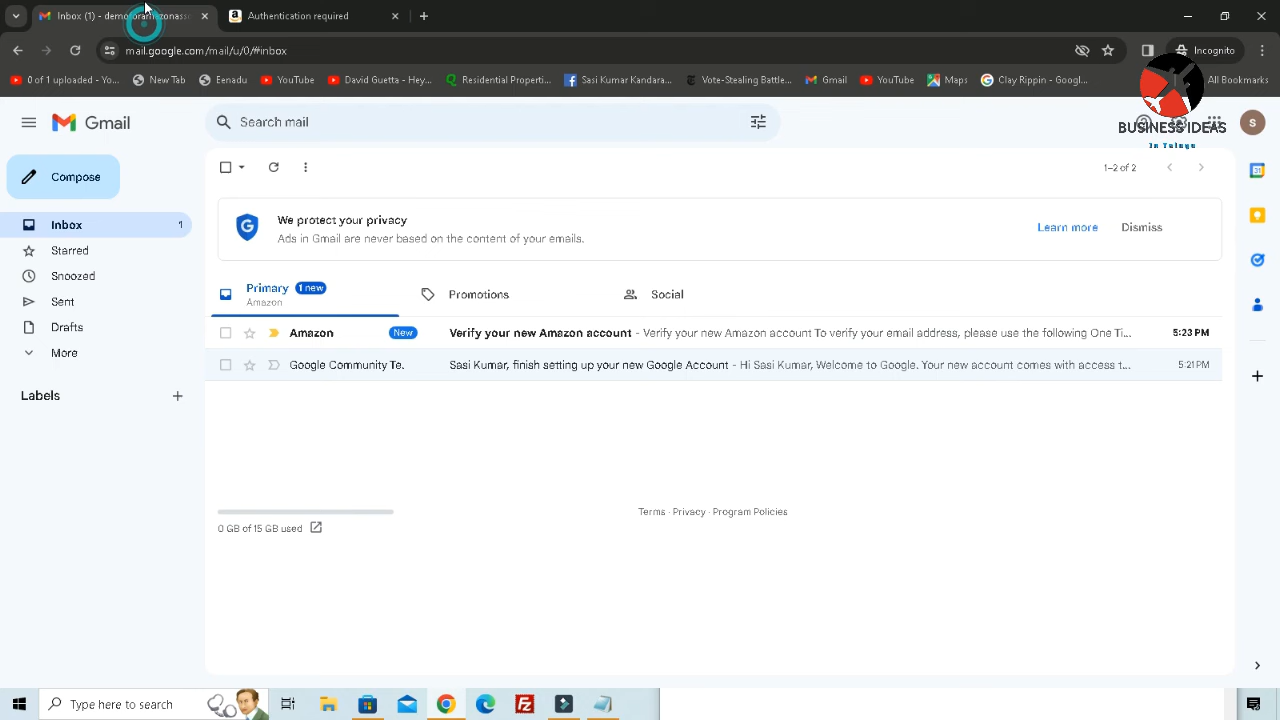 Inbox (1) - demoforamazonass
Authentication required
mail.google.com/mail/u/0/#inbox
Incognito
0 of 1 uploaded - Yo...
New Tab
Eenadu
YouTube
David Guetta - Hey...
Residential Properti...
Sasi Kumar Kandara...
Vote-Stealing Battle...
Gmail
YouTube
Maps
Clay Rippin - Googl...
All Bookmarks
Gmail
Search mail
BUSINESS IDEAS
In Telugu
S
Compose
1–2 of 2
Inbox 1
Starred
Snoozed
Sent
Drafts
More
Labels
We protect your privacy
Ads in Gmail are never based on the content of your emails.
Learn more
Dismiss
Primary 1 new
Amazon
Promotions
Social
Amazon New Verify your new Amazon account - Verify your new Amazon account To verify your email address, please use the following One Ti... 5:23 PM
Google Community Te. Sasi Kumar, finish setting up your new Google Account - Hi Sasi Kumar, Welcome to Google. Your new account comes with access t... 5:21 PM
Terms · Privacy · Program Policies
0 GB of 15 GB used
Type here to search